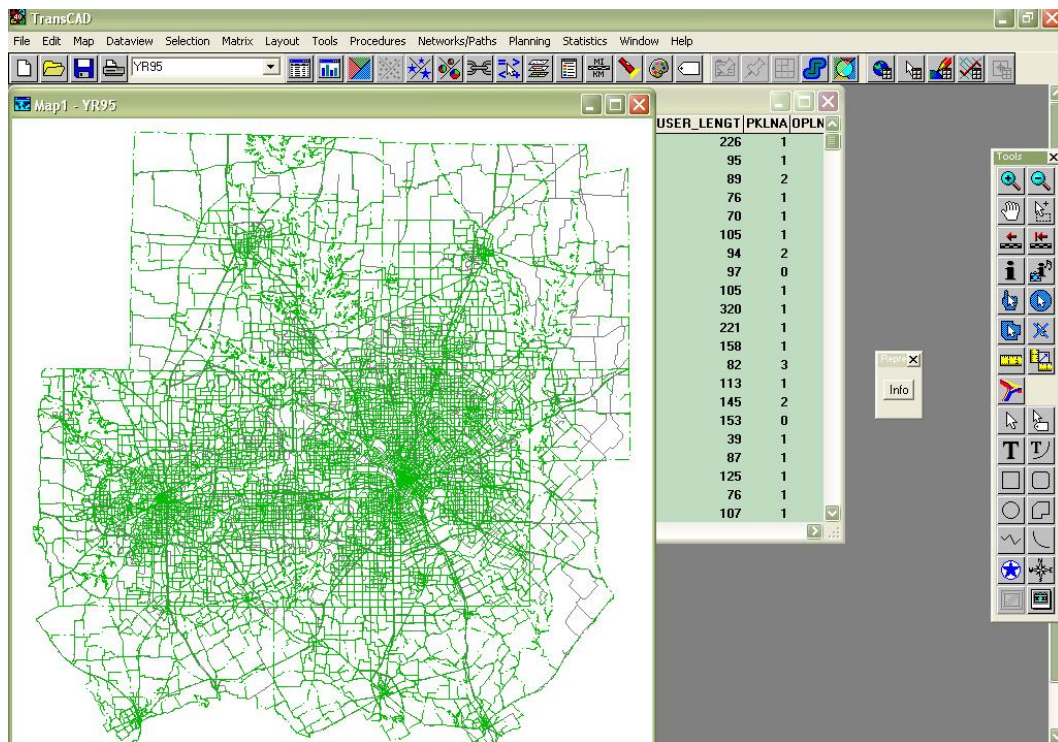 TransCAD
File Edit Map Dataview Selection Matrix Layout Tools Procedures Networks/Paths Planning Statistics Window Help
YR95
MI
KM
Map1 - YR95
USER_LENGT PKLNA OPLN
226 1
95 1
89 2
76 1
70 1
105 1
94 2
97 0
105 1
320 1
221 1
158 1
82 3
113 1
145 2
153 0
39 1
87 1
125 1
76 1
107 1
Repre
Info
Tools
T T